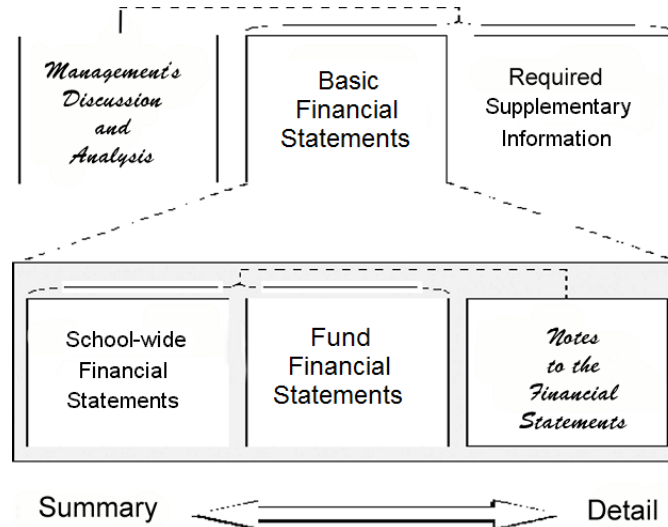 Management's
Discussion
and
Analysis
Basic
Financial
Statements
Required
Supplementary
Information
School-wide
Financial
Statements
Fund
Financial
Statements
Notes
to the
Financial
Statements
Summary
Detail